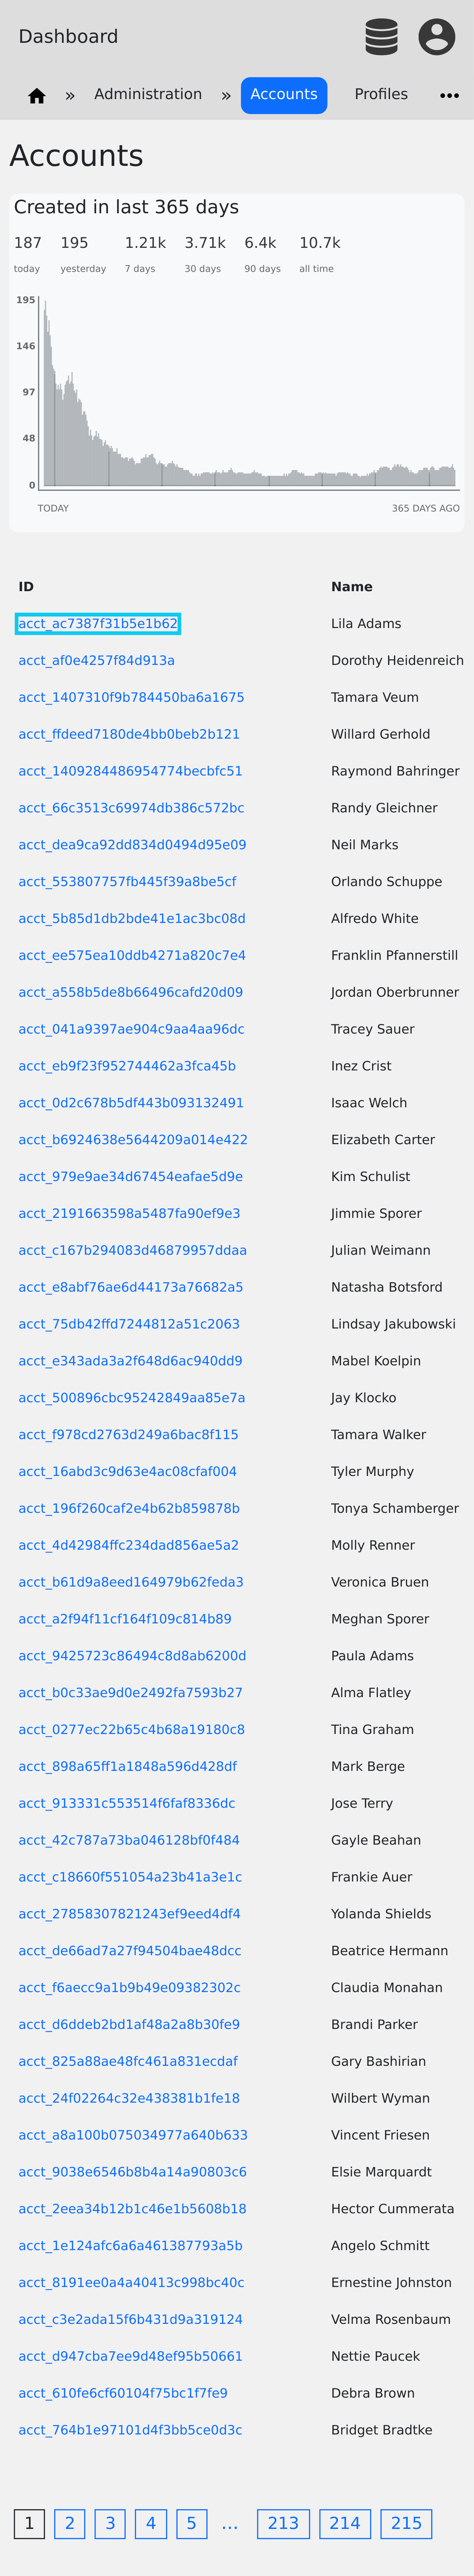 Dashboard
» Administration » Accounts Profiles
Accounts
Created in last 365 days
187 195 1.21k 3.71k 6.4k 10.7k
today yesterday 7 days 30 days 90 days all time
195
146
97
48
0
TODAY 365 DAYS AGO
ID Name
acct_ac7387f31b5e1b62 Lila Adams
acct_af0e4257f84d913a Dorothy Heidenreich
acct_1407310f9b784450ba6a1675 Tamara Veum
acct_ffdeed7180de4bb0beb2b121 Willard Gerhold
acct_1409284486954774becbfc51 Raymond Bahringer
acct_66c3513c69974db386c572bc Randy Gleichner
acct_dea9ca92dd834d0494d95e09 Neil Marks
acct_553807757fb445f39a8be5cf Orlando Schuppe
acct_5b85d1db2bde41e1ac3bc08d Alfredo White
acct_ee575ea10ddb4271a820c7e4 Franklin Pfannerstill
acct_a558b5de8b66496cafd20d09 Jordan Oberbrunner
acct_041a9397ae904c9aa4aa96dc Tracey Sauer
acct_eb9f23f952744462a3fca45b Inez Crist
acct_0d2c678b5df443b093132491 Isaac Welch
acct_b6924638e5644209a014e422 Elizabeth Carter
acct_979e9ae34d67454eafae5d9e Kim Schulist
acct_2191663598a5487fa90ef9e3 Jimmie Sporer
acct_c167b294083d46879957ddaa Julian Weimann
acct_e8abf76ae6d44173a76682a5 Natasha Botsford
acct_75db42ffd7244812a51c2063 Lindsay Jakubowski
acct_e343ada3a2f648d6ac940dd9 Mabel Koelpin
acct_500896cbc95242849aa85e7a Jay Klocko
acct_f978cd2763d249a6bac8f115 Tamara Walker
acct_16abd3c9d63e4ac08cfaf004 Tyler Murphy
acct_196f260caf2e4b62b859878b Tonya Schamberger
acct_4d42984ffc234dad856ae5a2 Molly Renner
acct_b61d9a8eed164979b62feda3 Veronica Bruen
acct_a2f94f11cf164f109c814b89 Meghan Sporer
acct_9425723c86494c8d8ab6200d Paula Adams
acct_b0c33ae9d0e2492fa7593b27 Alma Flatley
acct_0277ec22b65c4b68a19180c8 Tina Graham
acct_898a65ff1a1848a596d428df Mark Berge
acct_913331c553514f6faf8336dc Jose Terry
acct_42c787a73ba046128bf0f484 Gayle Beahan
acct_c18660f551054a23b41a3e1c Frankie Auer
acct_27858307821243ef9eed4df4 Yolanda Shields
acct_de66ad7a27f94504bae48dcc Beatrice Hermann
acct_f6aecc9a1b9b49e09382302c Claudia Monahan
acct_d6ddeb2bd1af48a2a8b30fe9 Brandi Parker
acct_825a88ae48fc461a831ecdaf Gary Bashirian
acct_24f02264c32e438381b1fe18 Wilbert Wyman
acct_a8a100b075034977a640b633 Vincent Friesen
acct_9038e6546b8b4a14a90803c6 Elsie Marquardt
acct_2eea34b12b1c46e1b5608b18 Hector Cummerata
acct_1e124afc6a6a461387793a5b Angelo Schmitt
acct_8191ee0a4a40413c998bc40c Ernestine Johnston
acct_c3e2ada15f6b431d9a319124 Velma Rosenbaum
acct_d947cba7ee9d48ef95b50661 Nettie Paucek
acct_610fe6cf60104f75bc1f7fe9 Debra Brown
acct_764b1e97101d4f3bb5ce0d3c Bridget Bradtke
1 2 3 4 5 … 213 214 215